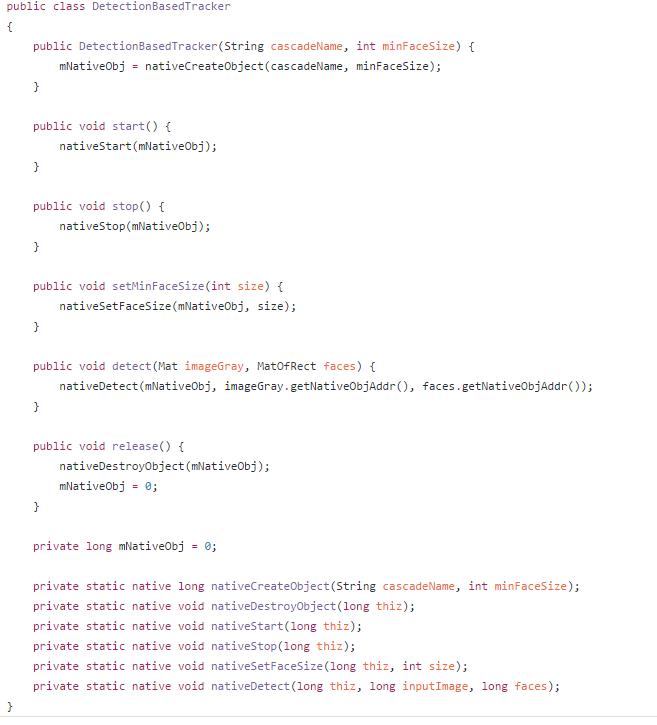 public class DetectionBasedTracker
{
    public DetectionBasedTracker(String cascadeName, int minFaceSize) {
        mNativeObj = nativeCreateObject(cascadeName, minFaceSize);
    }

    public void start() {
        nativeStart(mNativeObj);
    }

    public void stop() {
        nativeStop(mNativeObj);
    }

    public void setMinFaceSize(int size) {
        nativeSetFaceSize(mNativeObj, size);
    }

    public void detect(Mat imageGray, MatOfRect faces) {
        nativeDetect(mNativeObj, imageGray.getNativeObjAddr(), faces.getNativeObjAddr());
    }

    public void release() {
        nativeDestroyObject(mNativeObj);
        mNativeObj = 0;
    }

    private long mNativeObj = 0;

    private static native long nativeCreateObject(String cascadeName, int minFaceSize);
    private static native void nativeDestroyObject(long thiz);
    private static native void nativeStart(long thiz);
    private static native void nativeStop(long thiz);
    private static native void nativeSetFaceSize(long thiz, int size);
    private static native void nativeDetect(long thiz, long inputImage, long faces);
}